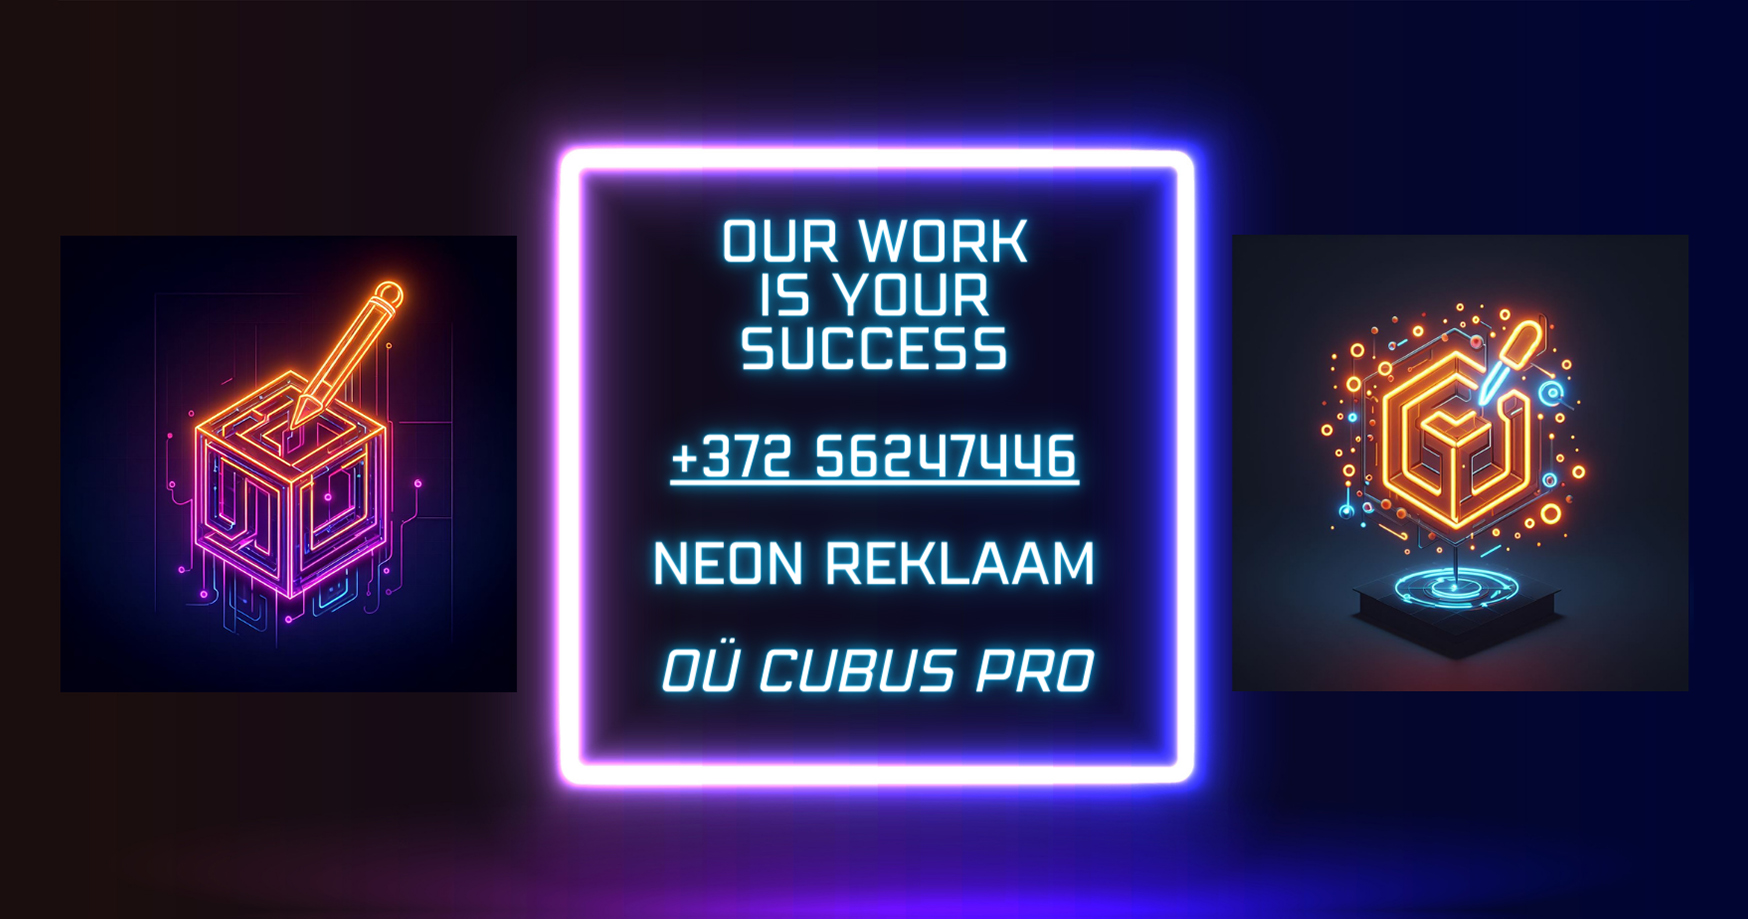 OUR WORK
IS YOUR
SUCCESS
+372 56247446
NEON REKLAAM
OÜ CUBUS PRO